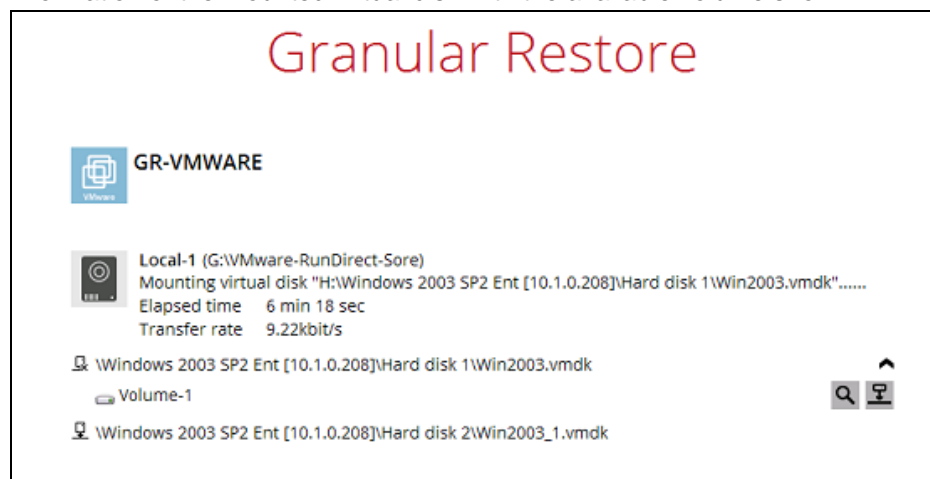 Granular Restore
GR-VMWARE
VMware
Local-1 (G:\VMware-RunDirect-Sore)
Mounting virtual disk "H:\Windows 2003 SP2 Ent [10.1.0.208]\Hard disk 1\Win2003.vmdk"......
Elapsed time 6 min 18 sec
Transfer rate 9.22kbit/s
\Windows 2003 SP2 Ent [10.1.0.208]\Hard disk 1\Win2003.vmdk
Volume-1
\Windows 2003 SP2 Ent [10.1.0.208]\Hard disk 2\Win2003_1.vmdk